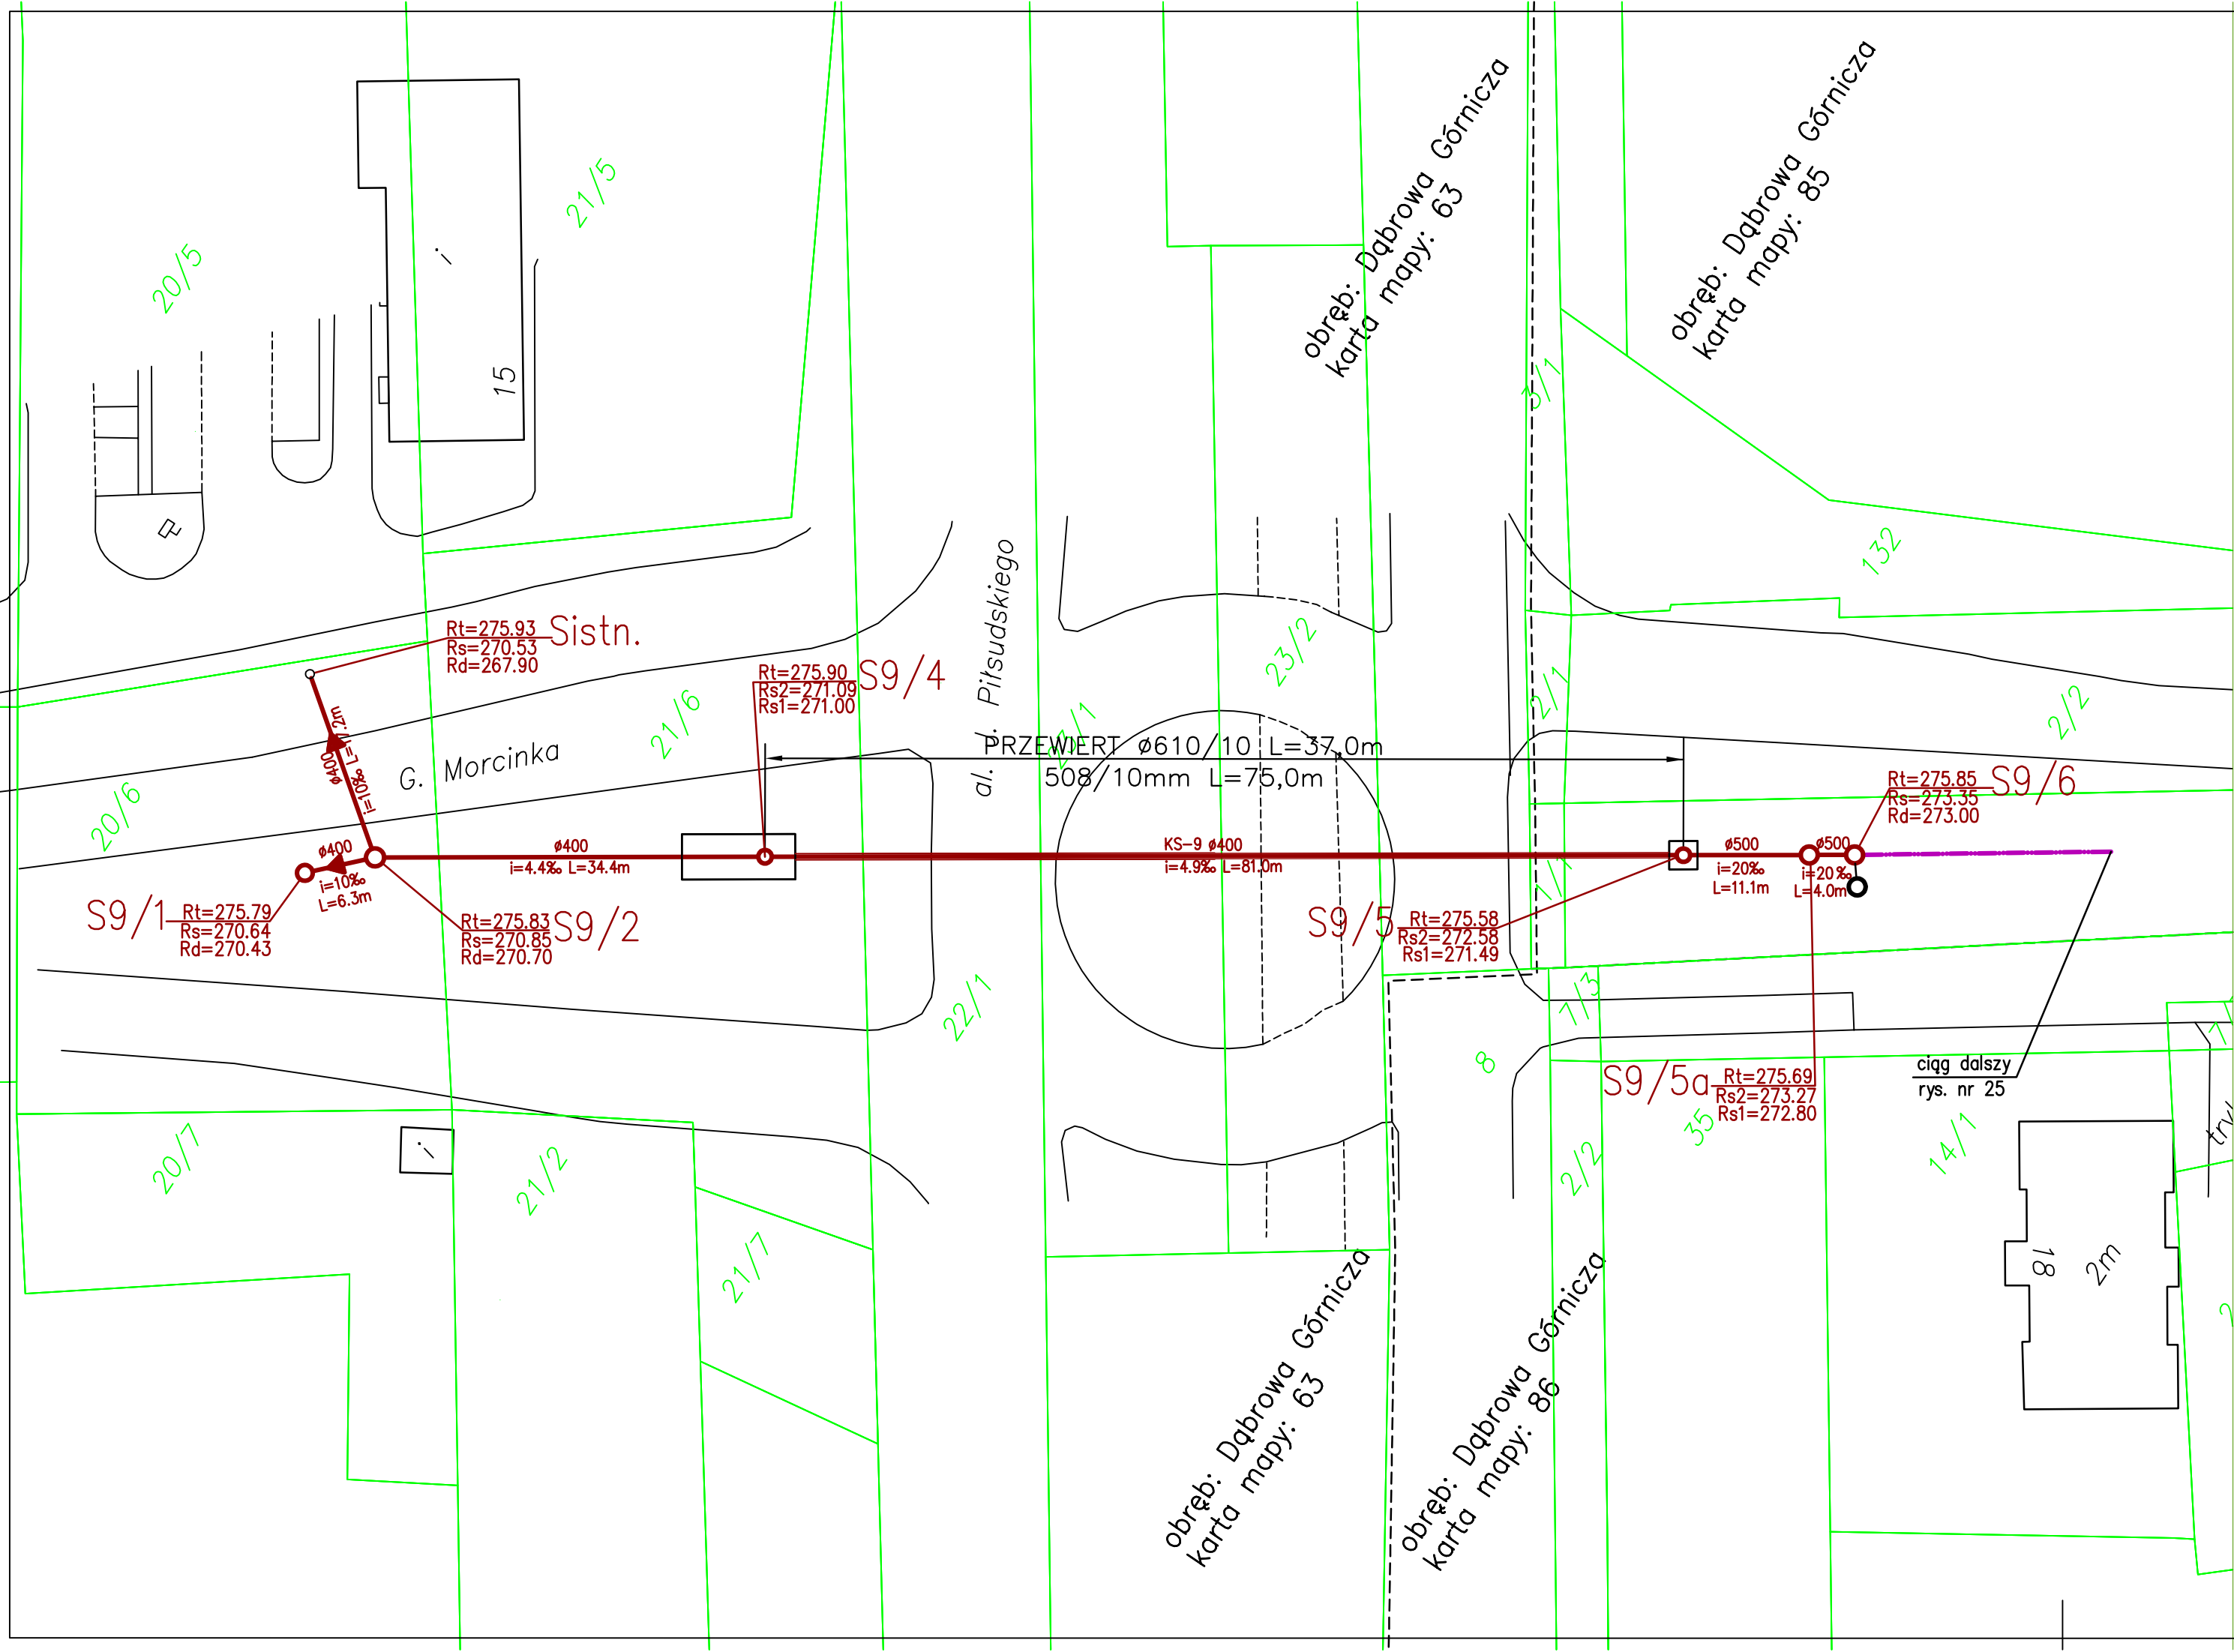 obręb: Dąbrowa Górnicza
karta mapy: 63
obręb: Dąbrowa Górnicza
karta mapy: 85
20/5
21/5
i
15
3/1
132
Rt=275.93
Rs=270.53
Rd=267.90
Sistn.
Rt=275.90
Rs2=271.09
Rs1=271.00
S9/4
al. J. Piłsudskiego
23/2
23/1
21/6
2/1
2/2
G. Morcinka
20/6
ø400
i=10‰ L=17.2m
PRZEWIERT ø610/10 L=37,0m
508/10mm L=75,0m
Rt=275.85
Rs=273.35
Rd=273.00
S9/6
ø400
i=10‰
L=6.3m
ø400
i=4.4‰ L=34.4m
KS-9 ø400
i=4.9‰ L=81.0m
ø500
i=20‰
L=11.1m
ø500
i=20‰
L=4.0m
1/1
S9/1
Rt=275.79
Rs=270.64
Rd=270.43
Rt=275.83
Rs=270.85
Rd=270.70
S9/2
S9/5
Rt=275.58
Rs2=272.58
Rs1=271.49
22/1
7/3
8
S9/5a
Rt=275.69
Rs2=273.27
Rs1=272.80
ciąg dalszy
rys. nr 25
35
14/1
20/7
i
21/2
2/2
21/7
18
2m
obręb: Dąbrowa Górnicza
karta mapy: 63
obręb: Dąbrowa Górnicza
karta mapy: 86